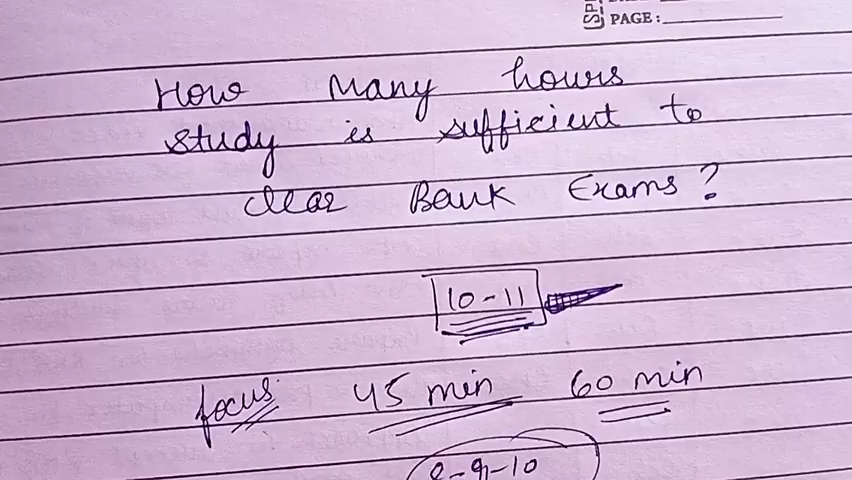 PAGE:
How Many hours
study is sufficient to
clear Bank Exams?
10-11
focus 45 min 60 min
8-9-10